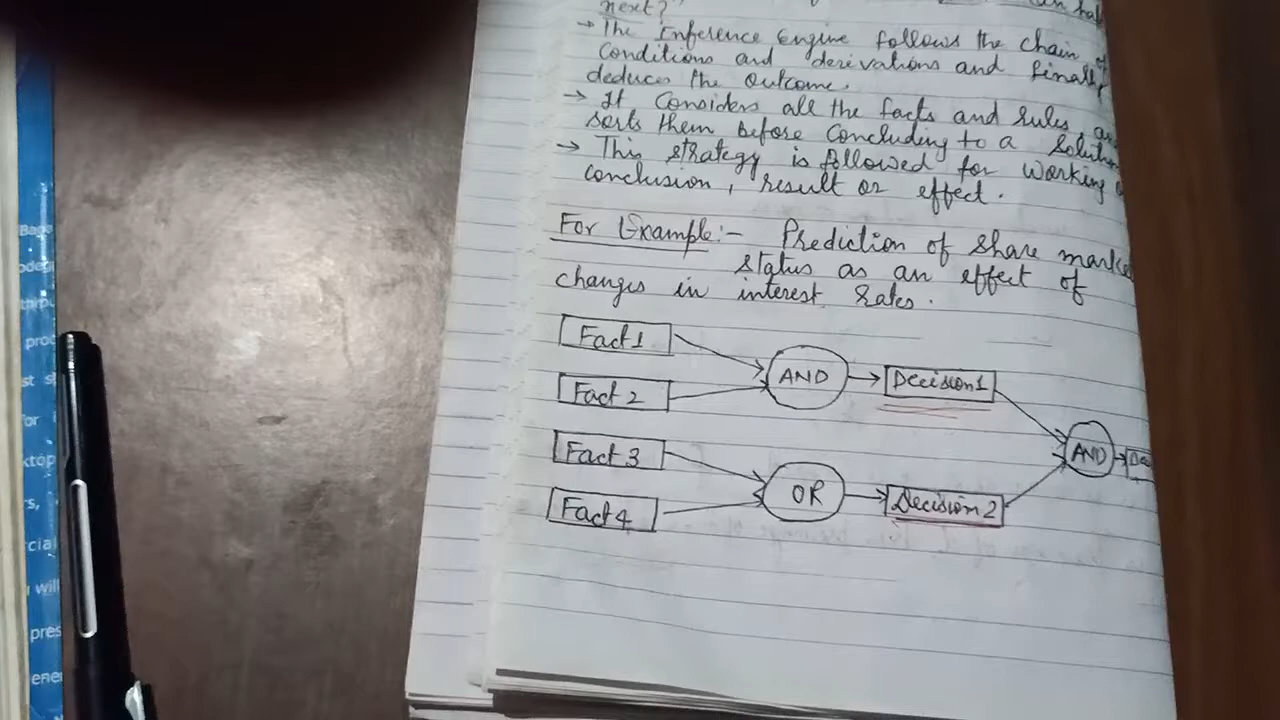 next?"
→ The Inference Engine follows the chain of
conditions and derivations and finally
deduces the outcome.
→ It considers all the facts and rules, and
sorts them before concluding to a solution
→ This strategy is followed for working
conclusion, result or effect.
For Example:- Prediction of share market
status as an effect of
changes in interest rates.
Fact 1
Fact 2
AND
Decision 1
Fact 3
Fact 4
OR
Decision 2
AND